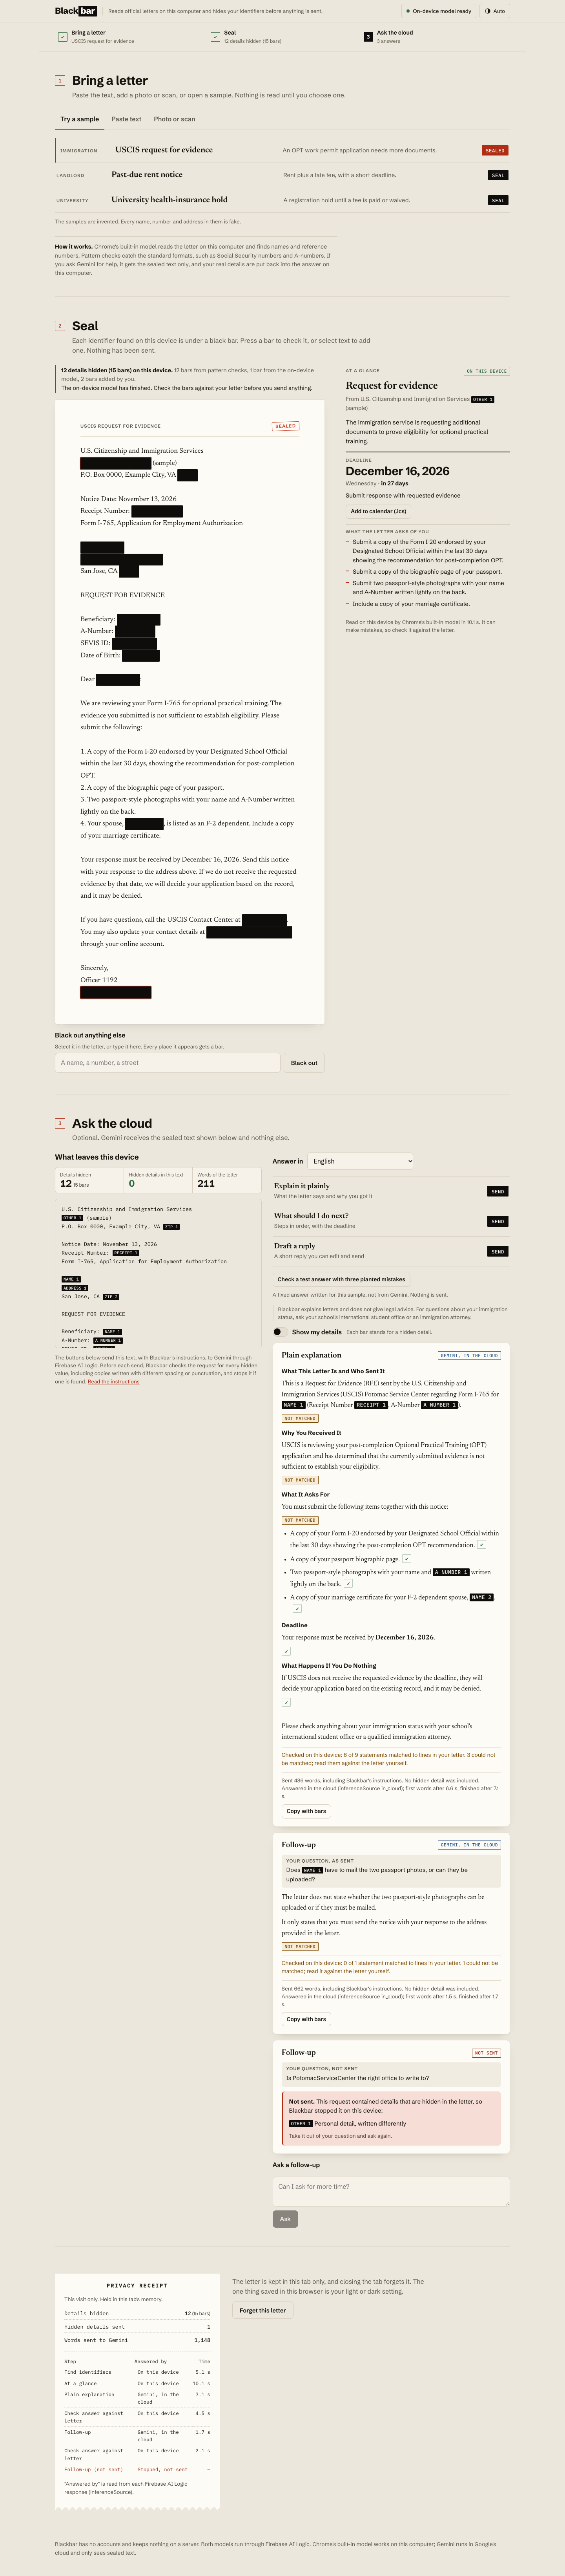 Blackbar
Reads official letters on this computer and hides your identifiers before anything is sent.
On-device model ready
Auto
Bring a letter
USCIS request for evidence
Seal
12 details hidden (15 bars)
3
Ask the cloud
3 answers
1
Bring a letter
Paste the text, add a photo or scan, or open a sample. Nothing is read until you choose one.
Try a sample
Paste text
Photo or scan
IMMIGRATION
USCIS request for evidence
An OPT work permit application needs more documents.
SEALED
LANDLORD
Past-due rent notice
Rent plus a late fee, with a short deadline.
SEAL
UNIVERSITY
University health-insurance hold
A registration hold until a fee is paid or waived.
SEAL
The samples are invented. Every name, number and address in them is fake.
How it works. Chrome's built-in model reads the letter on this computer and finds names and reference
numbers. Pattern checks catch the standard formats, such as Social Security numbers and A-numbers. If
you ask Gemini for help, it gets the sealed text only, and your real details are put back into the answer on
this computer.
2
Seal
Each identifier found on this device is under a black bar. Press a bar to check it, or select text to add
one. Nothing has been sent.
12 details hidden (15 bars) on this device. 12 bars from pattern checks, 1 bar from the on-device
model, 2 bars added by you.
The on-device model has finished. Check the bars against your letter before you send anything.
USCIS REQUEST FOR EVIDENCE
SEALED
U.S. Citizenship and Immigration Services
(sample)
P.O. Box 0000, Example City, VA
Notice Date: November 13, 2026
Receipt Number:
Form I-765, Application for Employment Authorization
San Jose, CA
REQUEST FOR EVIDENCE
Beneficiary:
A-Number:
SEVIS ID:
Date of Birth:
Dear :
We are reviewing your Form I-765 for optional practical training. The
evidence you submitted is not sufficient to establish eligibility. Please
submit the following:
1. A copy of the Form I-20 endorsed by your Designated School Official
within the last 30 days, showing the recommendation for post-completion
OPT.
2. A copy of the biographic page of your passport.
3. Two passport-style photographs with your name and A-Number written
lightly on the back.
4. Your spouse, , is listed as an F-2 dependent. Include a copy
of your marriage certificate.
Your response must be received by December 16, 2026. Send this notice
with your response to the address above. If we do not receive the requested
evidence by that date, we will decide your application based on the record,
and it may be denied.
If you have questions, call the USCIS Contact Center at .
You may also update your contact details at
through your online account.
Sincerely,
Officer 1192
AT A GLANCE
ON THIS DEVICE
Request for evidence
From U.S. Citizenship and Immigration Services OTHER 1
(sample)
The immigration service is requesting additional
documents to prove eligibility for optional practical
training.
DEADLINE
December 16, 2026
Wednesday · in 27 days
Submit response with requested evidence
Add to calendar (.ics)
WHAT THE LETTER ASKS OF YOU
– Submit a copy of the Form I-20 endorsed by your
Designated School Official within the last 30 days
showing the recommendation for post-completion OPT.
– Submit a copy of the biographic page of your passport.
– Submit two passport-style photographs with your name
and A-Number written lightly on the back.
– Include a copy of your marriage certificate.
Read on this device by Chrome's built-in model in 10.1 s. It can
make mistakes, so check it against the letter.
Black out anything else
Select it in the letter, or type it here. Every place it appears gets a bar.
A name, a number, a street
Black out
3
Ask the cloud
Optional. Gemini receives the sealed text shown below and nothing else.
What leaves this device
Details hidden
12 15 bars
Hidden details in this text
0
Words of the letter
211
U.S. Citizenship and Immigration Services
OTHER 1 (sample)
P.O. Box 0000, Example City, VA ZIP 1
Notice Date: November 13, 2026
Receipt Number: RECEIPT 1
Form I-765, Application for Employment Authorization
NAME 1
ADDRESS 1
San Jose, CA ZIP 2
REQUEST FOR EVIDENCE
Beneficiary: NAME 1
A-Number: A NUMBER 1
The buttons below send this text, with Blackbar's instructions, to Gemini through
Firebase AI Logic. Before each send, Blackbar checks the request for every hidden
value, including copies written with different spacing or punctuation, and stops it if
one is found. Read the instructions
Answer in
English
Explain it plainly
What the letter says and why you got it
SEND
What should I do next?
Steps in order, with the deadline
SEND
Draft a reply
A short reply you can edit and send
SEND
Check a test answer with three planted mistakes
A fixed answer written for this sample, not from Gemini. Nothing is sent.
Blackbar explains letters and does not give legal advice. For questions about your immigration
status, ask your school's international student office or an immigration attorney.
Show my details
Each bar stands for a hidden detail.
Plain explanation
GEMINI, IN THE CLOUD
What This Letter Is and Who Sent It
This is a Request for Evidence (RFE) sent by the U.S. Citizenship and
Immigration Services (USCIS) Potomac Service Center regarding Form I-765 for
NAME 1 (Receipt Number RECEIPT 1, A-Number A NUMBER 1).
NOT MATCHED
Why You Received It
USCIS is reviewing your post-completion Optional Practical Training (OPT)
application and has determined that the currently submitted evidence is not
sufficient to establish your eligibility.
NOT MATCHED
What It Asks For
You must submit the following items together with this notice:
NOT MATCHED
• A copy of your Form I-20 endorsed by your Designated School Official within
the last 30 days showing the post-completion OPT recommendation.
• A copy of your passport biographic page.
• Two passport-style photographs with your name and A NUMBER 1 written
lightly on the back.
• A copy of your marriage certificate for your F-2 dependent spouse, NAME 2.
Deadline
Your response must be received by December 16, 2026.
What Happens If You Do Nothing
If USCIS does not receive the requested evidence by the deadline, they will
decide your application based on the existing record, and it may be denied.
Please check anything about your immigration status with your school's
international student office or a qualified immigration attorney.
Checked on this device: 6 of 9 statements matched to lines in your letter. 3 could not
be matched; read them against the letter yourself.
Sent 486 words, including Blackbar's instructions. No hidden detail was included.
Answered in the cloud (inferenceSource in_cloud); first words after 6.6 s, finished after 7.1
s.
Copy with bars
Follow-up
GEMINI, IN THE CLOUD
YOUR QUESTION, AS SENT
Does NAME 1 have to mail the two passport photos, or can they be
uploaded?
The letter does not state whether the two passport-style photographs can be
uploaded or if they must be mailed.
It only states that you must send the notice with your response to the address
provided in the letter.
NOT MATCHED
Checked on this device: 0 of 1 statement matched to lines in your letter. 1 could not be
matched; read it against the letter yourself.
Sent 662 words, including Blackbar's instructions. No hidden detail was included.
Answered in the cloud (inferenceSource in_cloud); first words after 1.5 s, finished after 1.7
s.
Copy with bars
Follow-up
NOT SENT
YOUR QUESTION, NOT SENT
Is PotomacServiceCenter the right office to write to?
Not sent. This request contained details that are hidden in the letter, so
Blackbar stopped it on this device:
OTHER 1 Personal detail, written differently
Take it out of your question and ask again.
Ask a follow-up
Can I ask for more time?
Ask
PRIVACY RECEIPT
This visit only. Held in this tab's memory.
Details hidden 12 (15 bars)
Hidden details sent 1
Words sent to Gemini 1,148
Step Answered by Time
Find identifiers On this device 5.1 s
At a glance On this device 10.1 s
Plain explanation Gemini, in the cloud 7.1 s
Check answer against letter On this device 4.5 s
Follow-up Gemini, in the cloud 1.7 s
Check answer against letter On this device 2.1 s
Follow-up (not sent) Stopped, not sent —
"Answered by" is read from each Firebase AI Logic
response (inferenceSource).
The letter is kept in this tab only, and closing the tab forgets it. The
one thing saved in this browser is your light or dark setting.
Forget this letter
Blackbar has no accounts and keeps nothing on a server. Both models run through Firebase AI Logic. Chrome's built-in model works on this computer; Gemini runs in Google's
cloud and only sees sealed text.